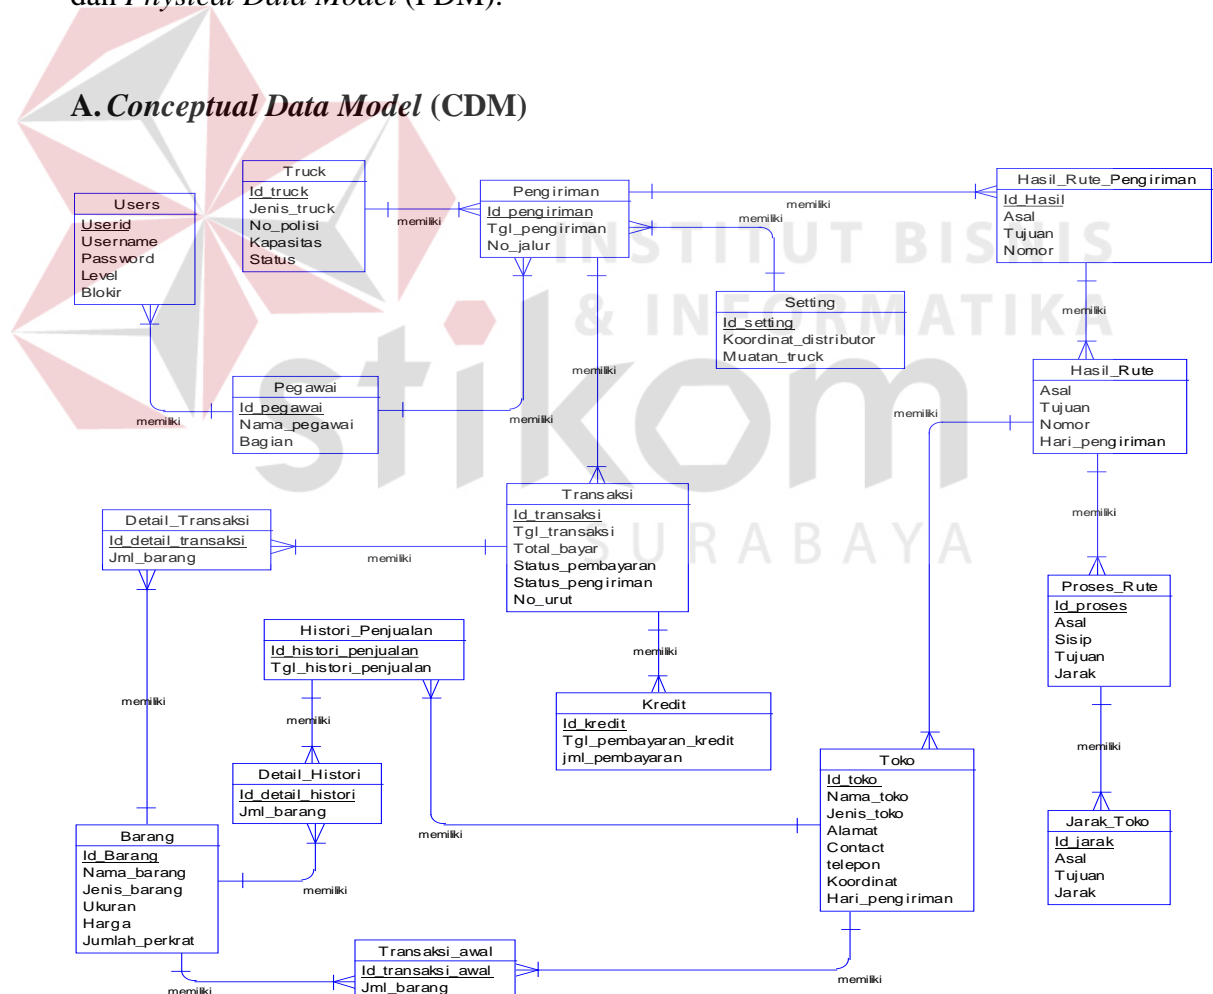 dan Physical Data Model (PDM).
A. Conceptual Data Model (CDM)
Truck
Id_truck
Jenis_truck
No_polisi
Kapasitas
Status
Users
Userid
Username
Password
Level
Blokir
Pengiriman
Id_pengiriman
Tgl_pengiriman
No_jalur
Hasil_Rute_Pengiriman
Id_Hasil
Asal
Tujuan
Nomor
memiliki
memiliki
memiliki
INSTITUT BISNIS
& INFORMATIKA
stikom
SURABAYA
Setting
Id_setting
Koordinat_distributor
Muatan_truck
memiliki
Hasil_Rute
Asal
Tujuan
Nomor
Hari_pengiriman
memiliki
Pegawai
Id_pegawai
Nama_pegawai
Bagian
memiliki
memiliki
memiliki
Transaksi
Id_transaksi
Tgl_transaksi
Total_bayar
Status_pembayaran
Status_pengiriman
No_urut
Detail_Transaksi
Id_detail_transaksi
Jml_barang
memiliki
memiliki
Proses_Rute
Id_proses
Asal
Sisip
Tujuan
Jarak
Histori_Penjualan
Id_histori_penjualan
Tgl_histori_penjualan
memiliki
memiliki
memiliki
Kredit
Id_kredit
Tgl_pembayaran_kredit
jml_pembayaran
memiliki
Detail_Histori
Id_detail_histori
Jml_barang
Toko
Id_toko
Nama_toko
Jenis_toko
Alamat
Contact
telepon
Koordinat
Hari_pengiriman
Jarak_Toko
Id_jarak
Asal
Tujuan
Jarak
Barang
Id_Barang
Nama_barang
Jenis_barang
Ukuran
Harga
Jumlah_perkrat
memiliki
memiliki
Transaksi_awal
Id_transaksi_awal
Jml_barang
memiliki
memiliki